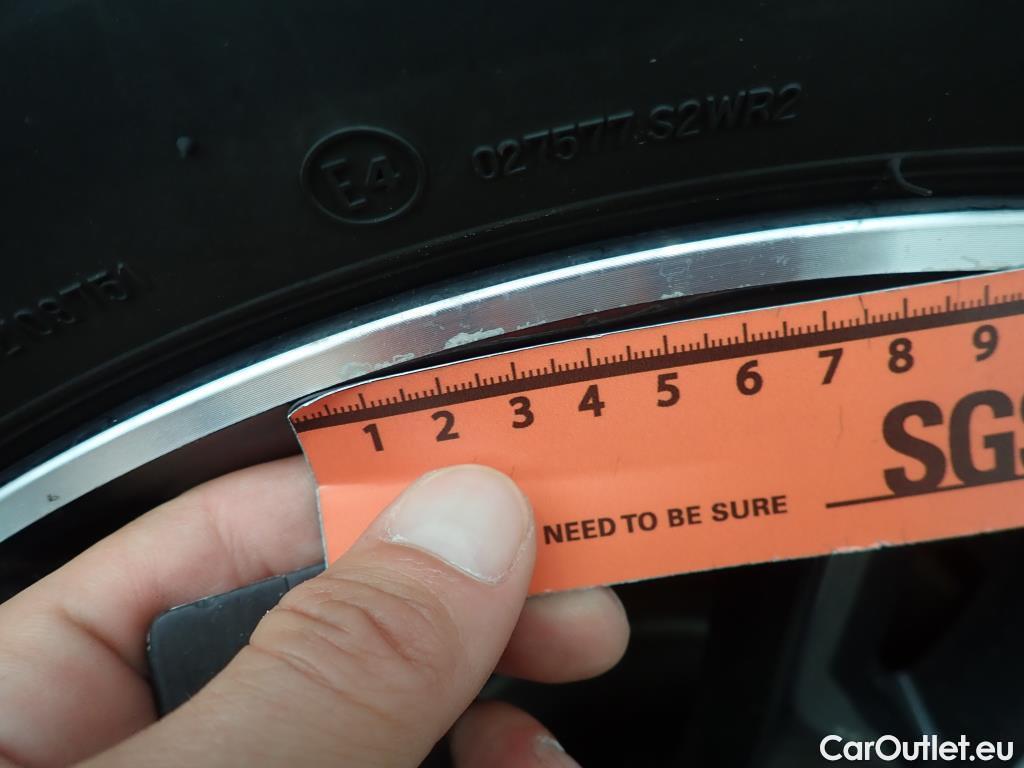 E4
027577.S2WR2
1 2 3 4 5 6 7 8 9
SGS
NEED TO BE SURE
CarOutlet.eu